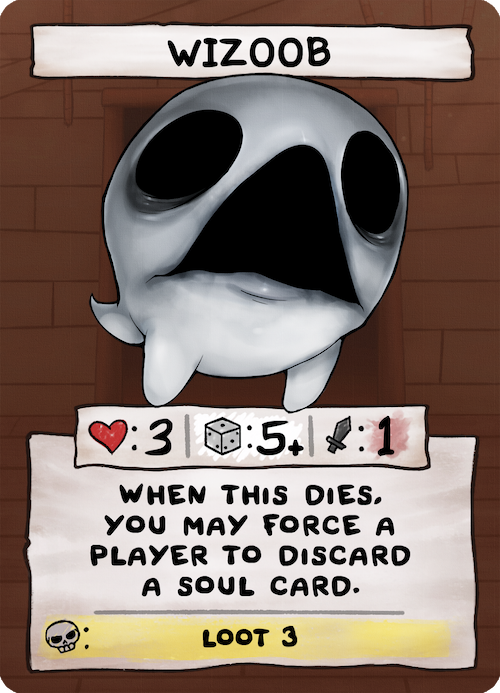 WIZOOB
:3 :5+ :1
WHEN THIS DIES,
YOU MAY FORCE A
PLAYER TO DISCARD
A SOUL CARD.
: LOOT 3